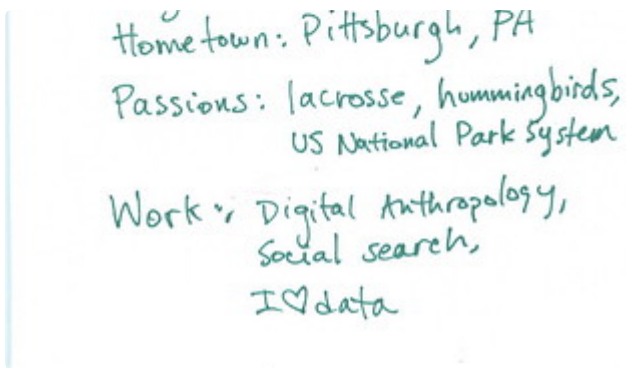 Hometown: Pittsburgh, PA
Passions: lacrosse, hummingbirds,
US National Park System
Work: Digital Anthropology,
Social search,
I♡data